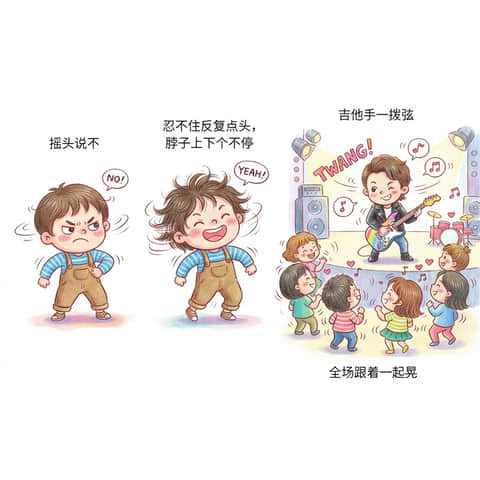 摇头说不
NO!
忍不住反复点头，
脖子上下个不停
YEAH!
吉他手一拨弦
TWANG!
全场跟着一起晃